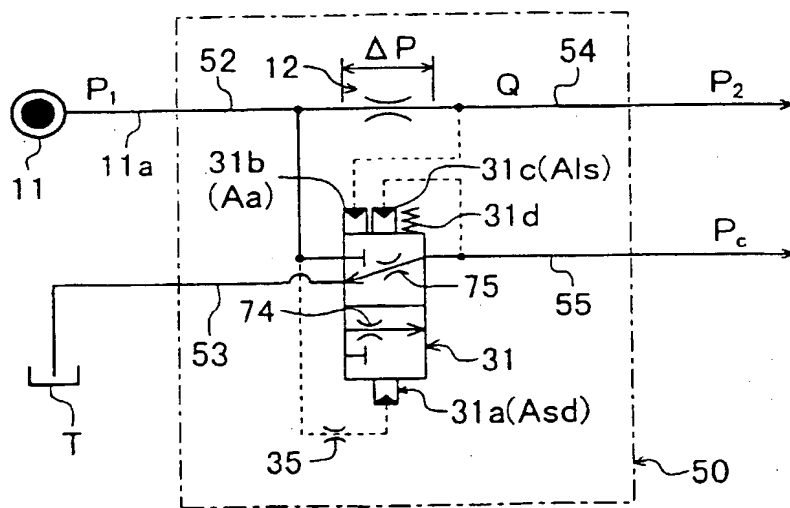 ΔP
12
52
Q
54
P₁
P₂
11
11a
31b
(Aa)
31c(Als)
31d
Pc
75
55
74
53
31
T
31a(Asd)
35
50